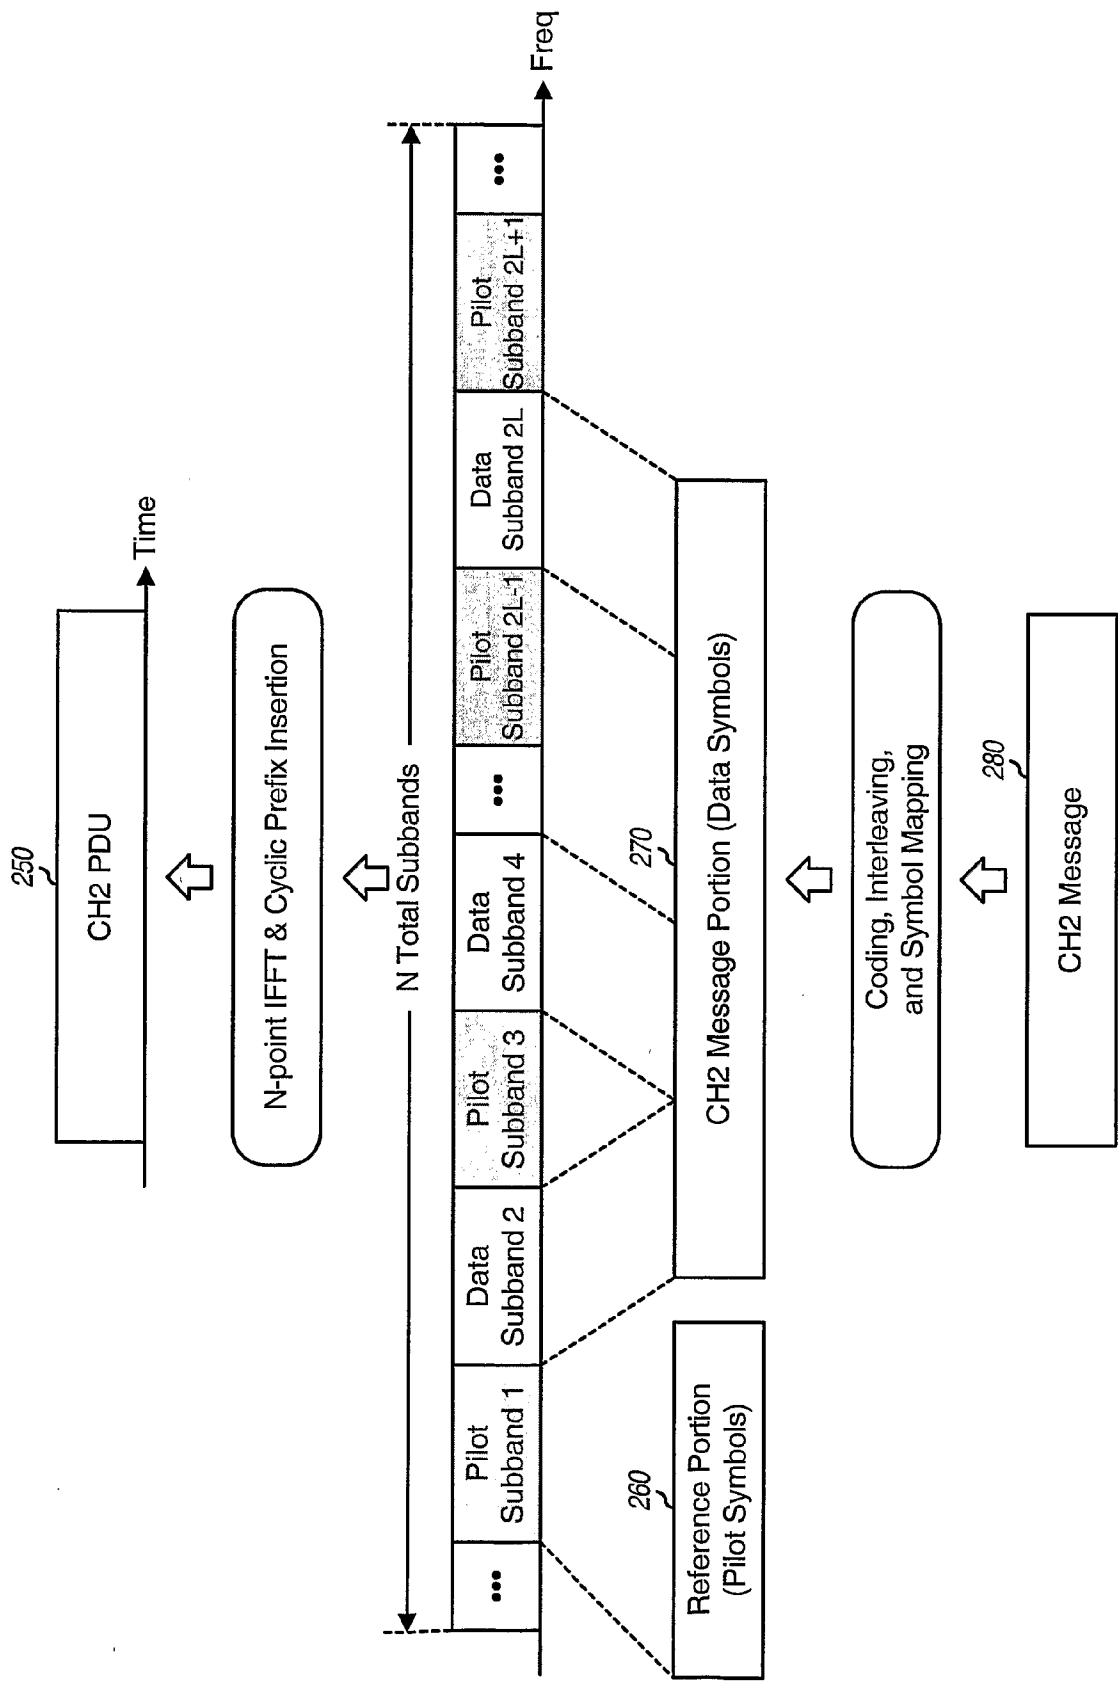 250
CH2 PDU
Time
N-point IFFT & Cyclic Prefix Insertion
N Total Subbands
•••
Pilot
Subband 1
Data
Subband 2
Pilot
Subband 3
Data
Subband 4
•••
Pilot
Subband 2L-1
Data
Subband 2L
Pilot
Subband 2L+1
•••
Freq
260
Reference Portion
(Pilot Symbols)
270
CH2 Message Portion (Data Symbols)
Coding, Interleaving,
and Symbol Mapping
280
CH2 Message